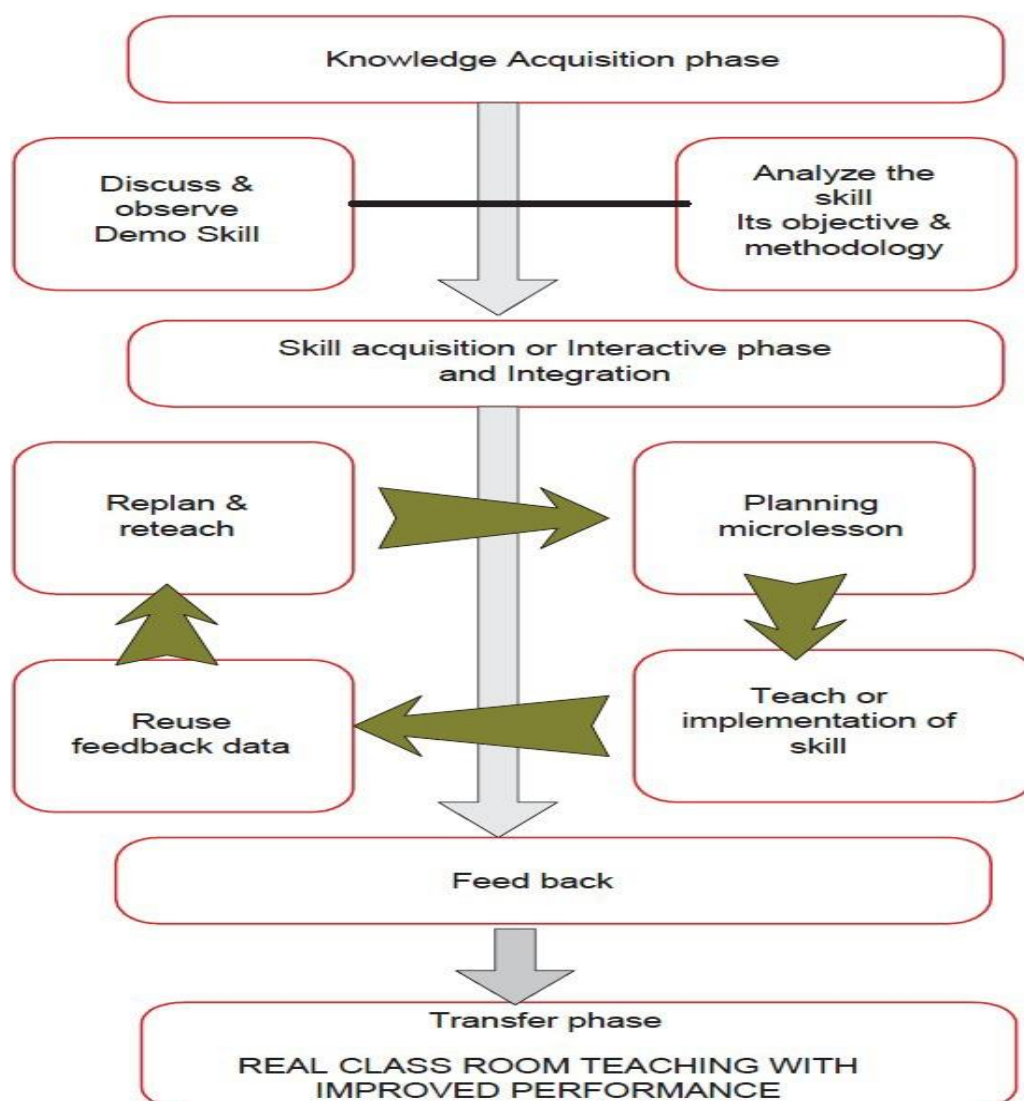 Knowledge Acquisition phase
Discuss &
observe
Demo Skill
Analyze the
skill
Its objective &
methodology
Skill acquisition or Interactive phase
and Integration
Replan &
reteach
Planning
microlesson
Reuse
feedback data
Teach or
implementation of
skill
Feed back
Transfer phase
REAL CLASS ROOM TEACHING WITH
IMPROVED PERFORMANCE